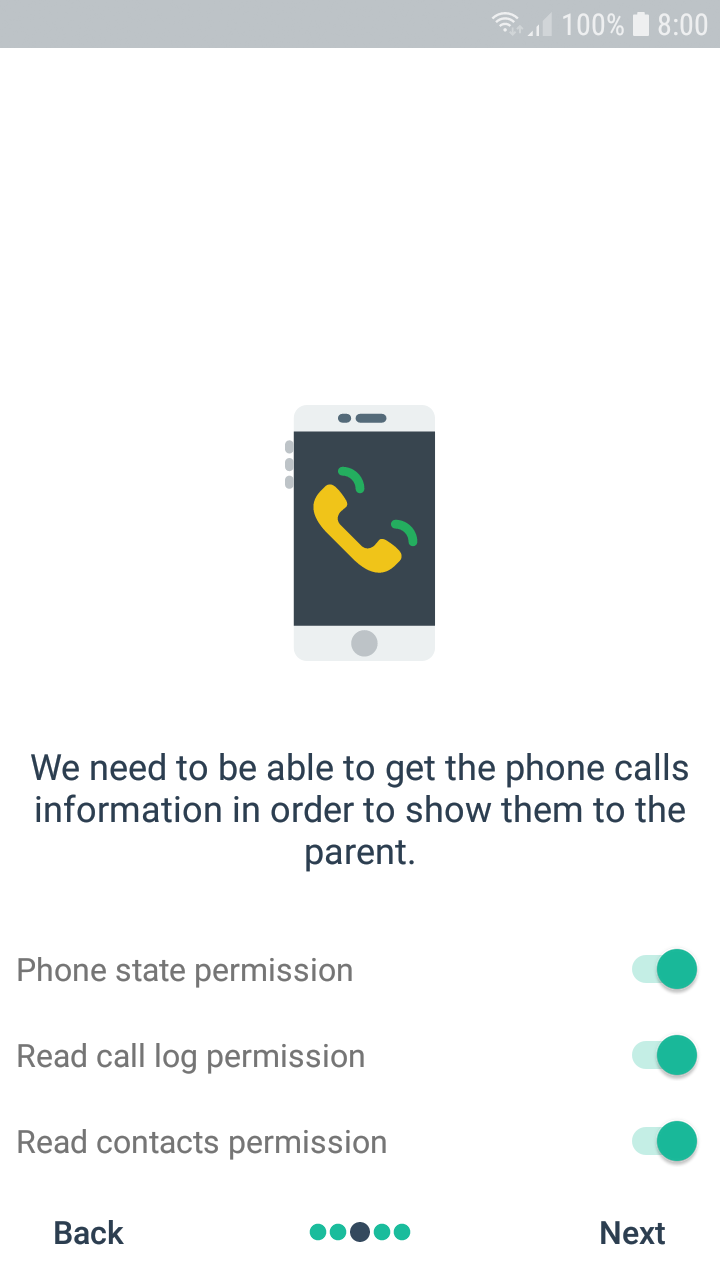 100% 8:00
We need to be able to get the phone calls
information in order to show them to the
parent.
Phone state permission
Read call log permission
Read contacts permission
Back Next